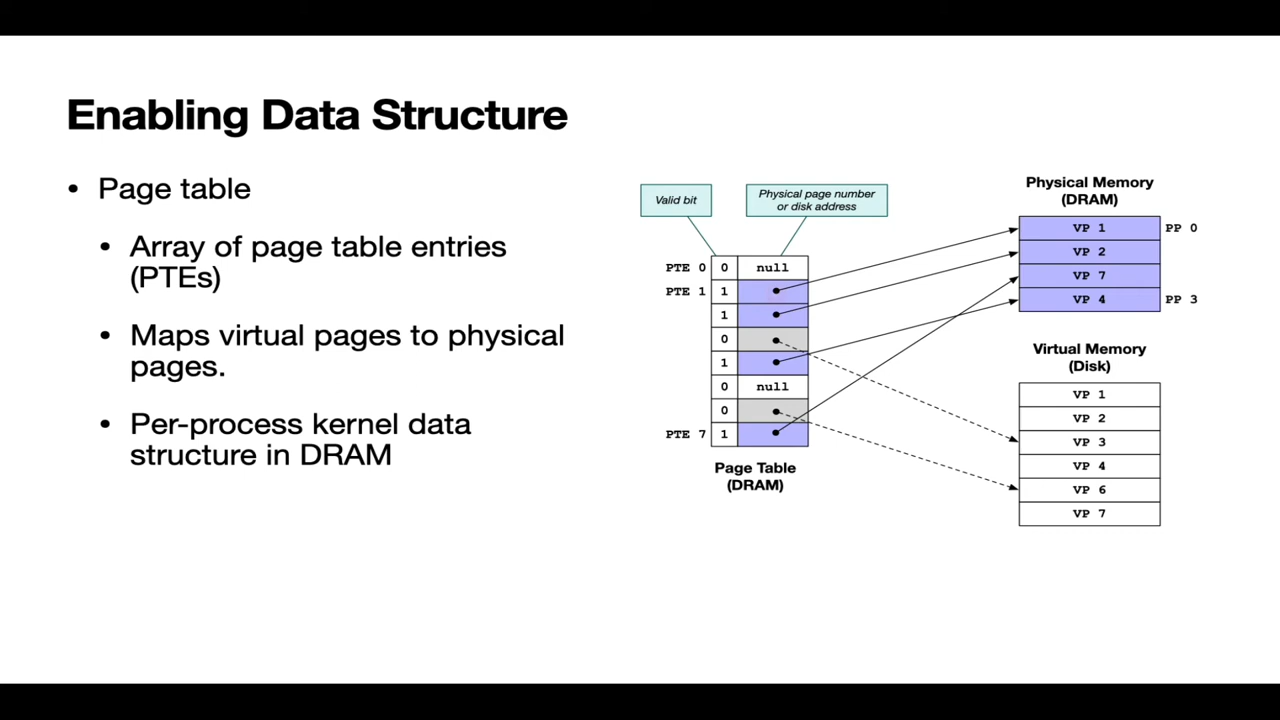 Enabling Data Structure
• Page table
• Array of page table entries
(PTEs)
• Maps virtual pages to physical
pages.
• Per-process kernel data
structure in DRAM
Valid bit
Physical page number
or disk address
PTE 0 0 null
PTE 1 1
1
0
1
0 null
0
PTE 7 1
Page Table
(DRAM)
Physical Memory
(DRAM)
VP 1 PP 0
VP 2
VP 7
VP 4 PP 3
Virtual Memory
(Disk)
VP 1
VP 2
VP 3
VP 4
VP 6
VP 7